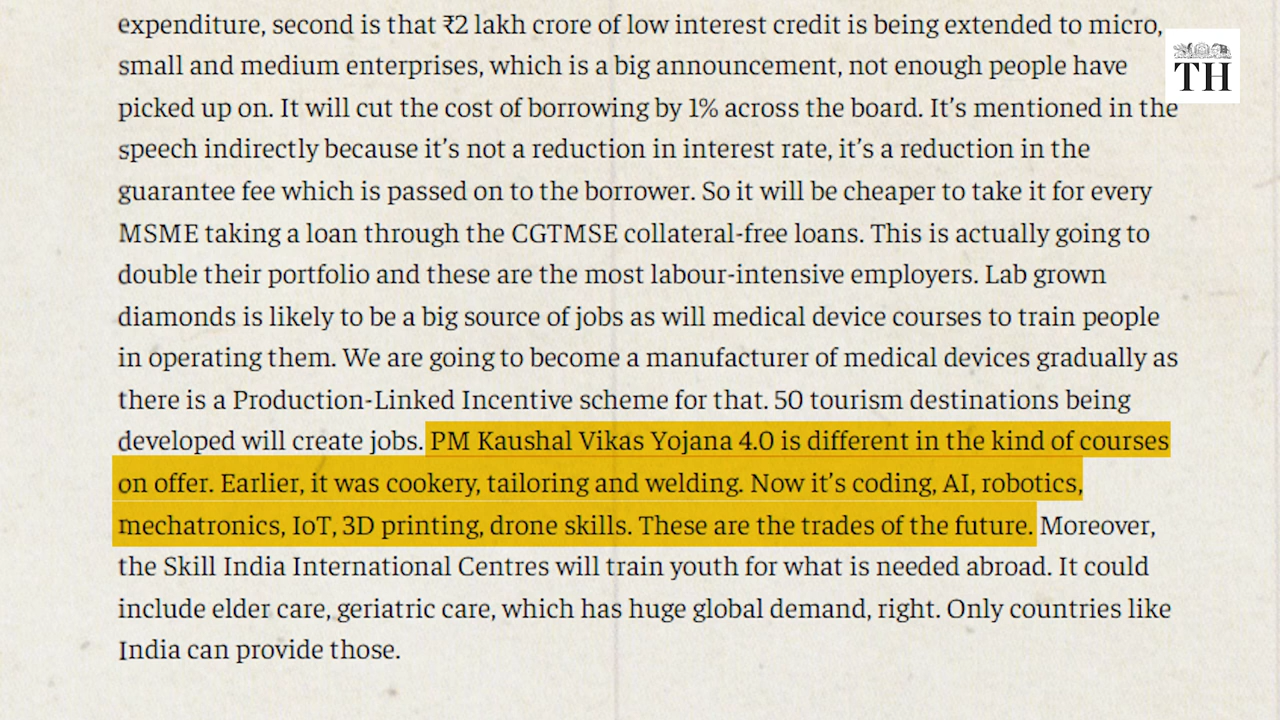 expenditure, second is that ₹2 lakh crore of low interest credit is being extended to micro,
small and medium enterprises, which is a big announcement, not enough people have
picked up on. It will cut the cost of borrowing by 1% across the board. It's mentioned in the
speech indirectly because it's not a reduction in interest rate, it's a reduction in the
guarantee fee which is passed on to the borrower. So it will be cheaper to take it for every
MSME taking a loan through the CGTMSE collateral-free loans. This is actually going to
double their portfolio and these are the most labour-intensive employers. Lab grown
diamonds is likely to be a big source of jobs as will medical device courses to train people
in operating them. We are going to become a manufacturer of medical devices gradually as
there is a Production-Linked Incentive scheme for that. 50 tourism destinations being
developed will create jobs. PM Kaushal Vikas Yojana 4.0 is different in the kind of courses
on offer. Earlier, it was cookery, tailoring and welding. Now it's coding, AI, robotics,
mechatronics, IoT, 3D printing, drone skills. These are the trades of the future. Moreover,
the Skill India International Centres will train youth for what is needed abroad. It could
include elder care, geriatric care, which has huge global demand, right. Only countries like
India can provide those.
TH